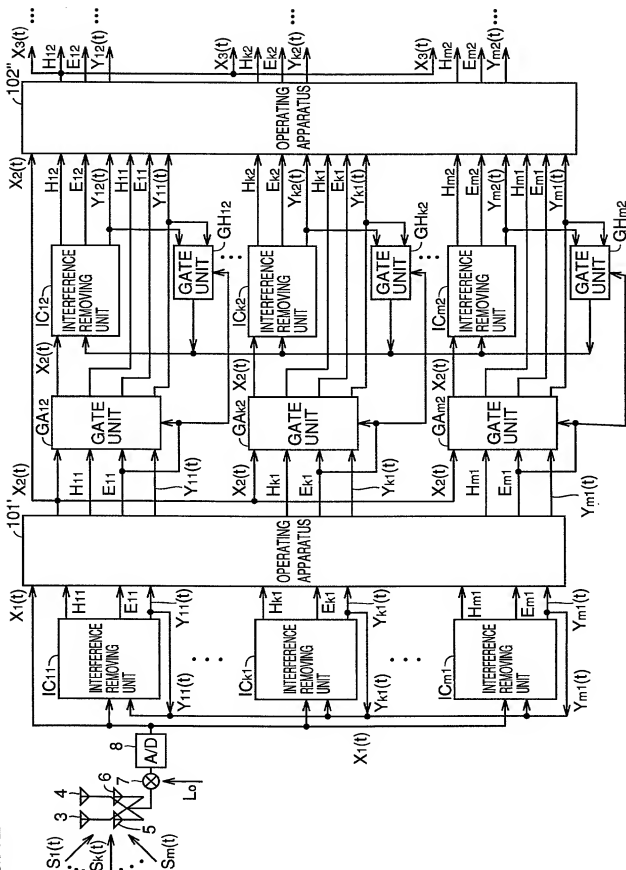 S1(t)
Sk(t)
Sm(t)
3
4
5
6
7
Lo
8
A/D
X1(t)
X1(t)
IC11
INTERFERENCE
REMOVING
UNIT
H11
E11
Y11(t)
Y11(t)
ICk1
INTERFERENCE
REMOVING
UNIT
Hk1
Ek1
Yk1(t)
Yk1(t)
ICm1
INTERFERENCE
REMOVING
UNIT
Hm1
Em1
Ym1(t)
Ym1(t)
101'
OPERATING
APPARATUS
X2(t)
H11
E11
Y11(t)
X2(t)
Hk1
Ek1
Yk1(t)
X2(t)
Hm1
Em1
Ym1(t)
GA12
GATE
UNIT
GAk2
GATE
UNIT
GAm2
GATE
UNIT
X2(t)
IC12
INTERFERENCE
REMOVING
UNIT
GATE
UNIT
GH12
X2(t)
ICk2
INTERFERENCE
REMOVING
UNIT
GATE
UNIT
GHk2
X2(t)
ICm2
INTERFERENCE
REMOVING
UNIT
GATE
UNIT
GHm2
X2(t)
H12
E12
Y12(t)
H11
E11
Y11(t)
Hk2
Ek2
Yk2(t)
Hk1
Ek1
Yk1(t)
Hm2
Em2
Ym2(t)
Hm1
Em1
Ym1(t)
102"
OPERATING
APPARATUS
X3(t)
H12
E12
Y12(t)
X3(t)
Hk2
Ek2
Yk2(t)
X3(t)
Hm2
Em2
Ym2(t)